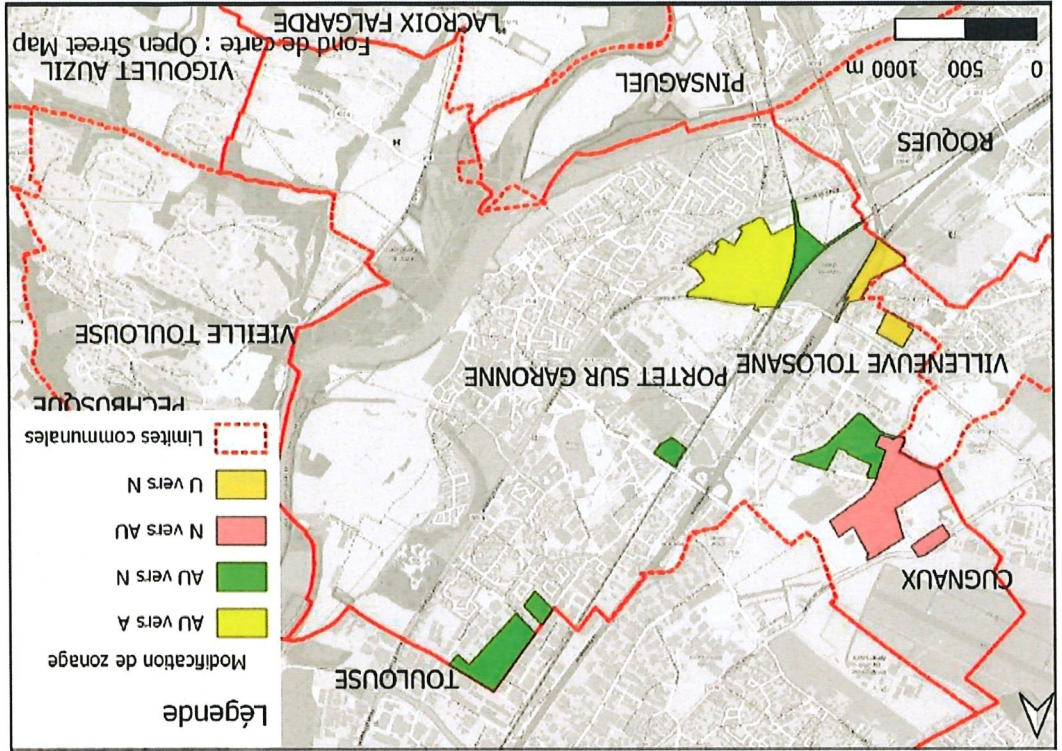 Légende
Modification de zonage
AU vers A
AU vers N
N vers AU
U vers N
Limites communales
TOULOUSE
CUGNAUX
PECHBUSQUE
VILLENEUVE TOLOSANE
PORTET SUR GARONNE
VIEILLE TOULOUSE
ROQUES
PINSAGUEL
VIGOULET AUZIL
LACROIX FALGARDE
0 500 1000 m
Fond de carte : Open Street Map